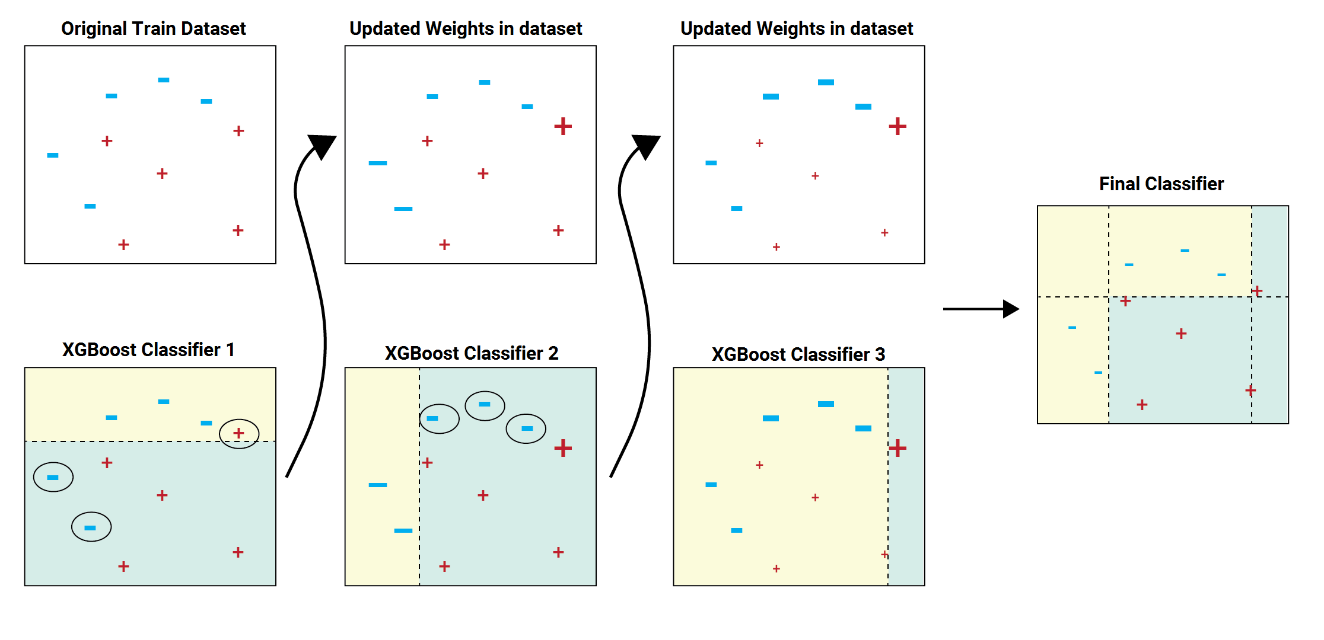 Original Train Dataset
Updated Weights in dataset
Updated Weights in dataset
Final Classifier
XGBoost Classifier 1
XGBoost Classifier 2
XGBoost Classifier 3